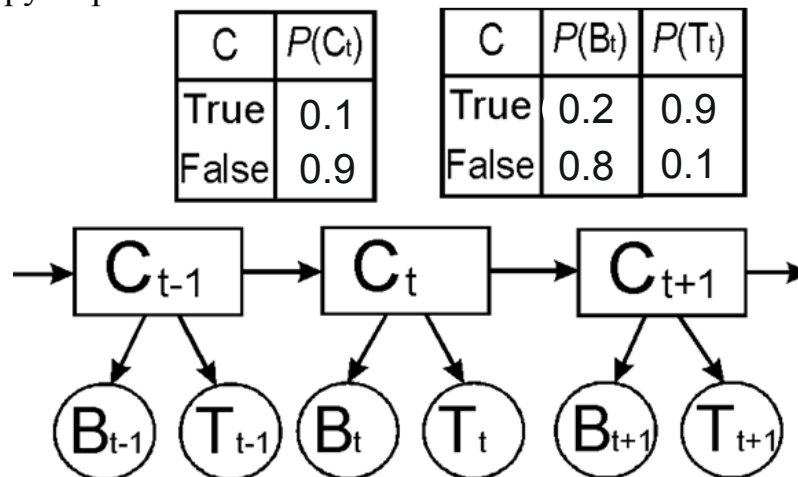 C P(Ct) C P(Bt) P(Tt)
True 0.1 True 0.2 0.9
False 0.9 False 0.8 0.1
Ct-1 Ct Ct+1
Bt-1 Tt-1 Bt Tt Bt+1 Tt+1